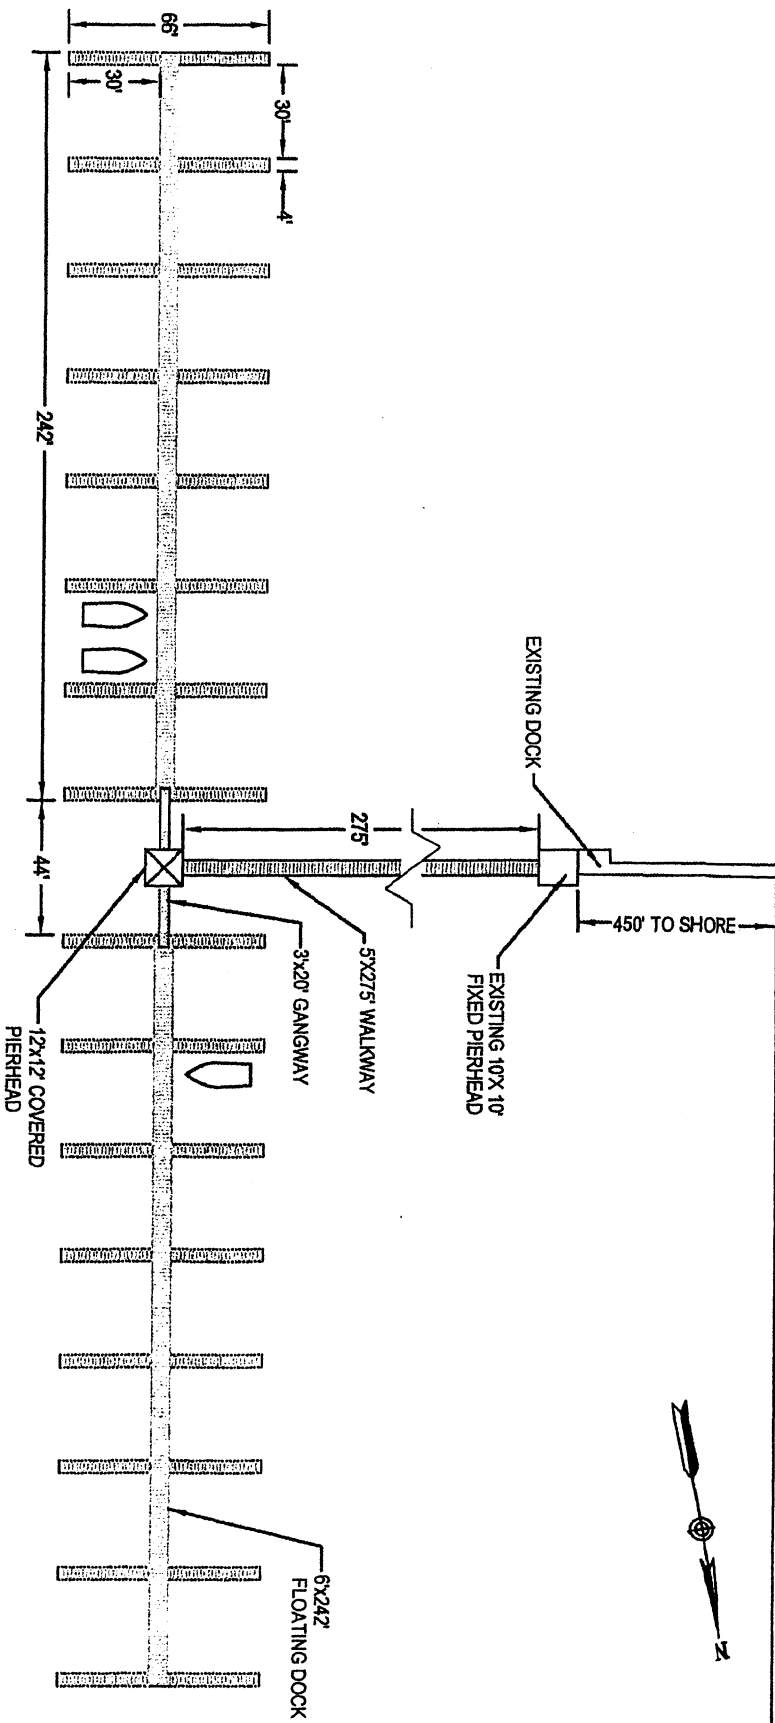 66'
30'
30'
4'
242'
44'
275'
EXISTING DOCK
450' TO SHORE
EXISTING 10'X 10'
FIXED PIERHEAD
5'X275' WALKWAY
3'x20' GANGWAY
12'x12' COVERED
PIERHEAD
6'x242'
FLOATING DOCK
N